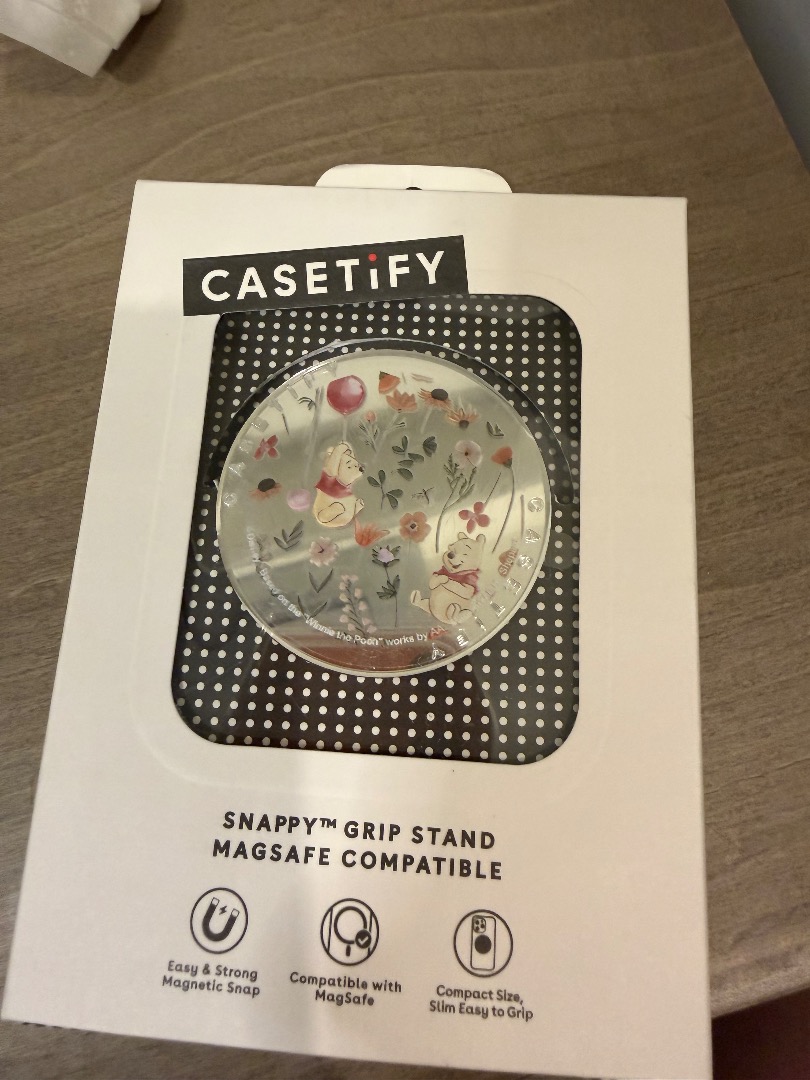 CASETiFY
CASETiFY
Based on the "Winnie the Pooh" works by
SNAPPY™ GRIP STAND
MAGSAFE COMPATIBLE
Easy & Strong
Magnetic Snap
Compatible with
MagSafe
Compact Size,
Slim Easy to Grip